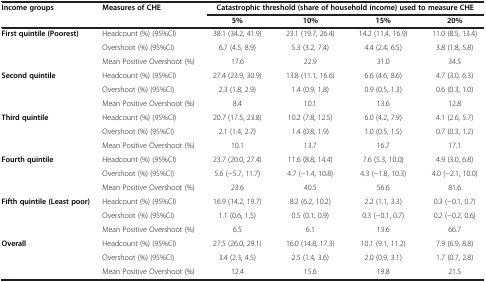 Income groups Measures of CHE Catastrophic threshold (share of household income) used to measure CHE
5% 10% 15% 20%
First quintile (Poorest) Headcount (%) (95%CI) 38.1 (34.2, 41.9) 23.1 (19.7, 26.4) 14.2 (11.4, 16.9) 11.0 (8.5, 13.4)
Overshoot (%) (95%CI) 6.7 (4.5, 8.9) 5.3 (3.2, 7.4) 4.4 (2.4, 6.5) 3.8 (1.8, 5.8)
Mean Positive Overshoot (%) 17.6 22.9 31.0 34.5
Second quintile Headcount (%) (95%CI) 27.4 (23.9, 30.9) 13.8 (11.1, 16.6) 6.6 (4.6, 8.6) 4.7 (3.0, 6.3)
Overshoot (%) (95%CI) 2.3 (1.8, 2.9) 1.4 (0.9, 1.8) 0.9 (0.5, 1.3) 0.6 (0.3, 1.0)
Mean Positive Overshoot (%) 8.4 10.1 13.6 12.8
Third quintile Headcount (%) (95%CI) 20.7 (17.5, 23.8) 10.2 (7.8, 12.5) 6.0 (4.2, 7.9) 4.1 (2.6, 5.7)
Overshoot (%) (95%CI) 2.1 (1.4, 2.7) 1.4 (0.8, 1.9) 1.0 (0.5, 1.5) 0.7 (0.3, 1.2)
Mean Positive Overshoot (%) 10.1 13.7 16.7 17.1
Fourth quintile Headcount (%) (95%CI) 23.7 (20.0, 27.4) 11.6 (8.8, 14.4) 7.6 (5.3, 10.0) 4.9 (3.0, 6.8)
Overshoot (%) (95%CI) 5.6 (−5.7, 11.7) 4.7 (−1.4, 10.8) 4.3 (−1.8, 10.3) 4.0 (−2.1, 10.0)
Mean Positive Overshoot (%) 23.6 40.5 56.6 81.6
Fifth quintile (Least poor) Headcount (%) (95%CI) 16.9 (14.2, 19.7) 8.2 (6.2, 10.2) 2.2 (1.1, 3.3) 0.3 (−0.1, 0.7)
Overshoot (%) (95%CI) 1.1 (0.6, 1.5) 0.5 (0.1, 0.9) 0.3 (−0.1, 0.7) 0.2 (−0.2, 0.6)
Mean Positive Overshoot (%) 6.5 6.1 13.6 66.7
Overall Headcount (%) (95%CI) 27.5 (26.0, 29.1) 16.0 (14.8, 17.3) 10.1 (9.1, 11.2) 7.9 (6.9, 8.8)
Overshoot (%) (95%CI) 3.4 (2.3, 4.5) 2.5 (1.4, 3.6) 2.0 (0.9, 3.1) 1.7 (0.7, 2.8)
Mean Positive Overshoot (%) 12.4 15.6 19.8 21.5